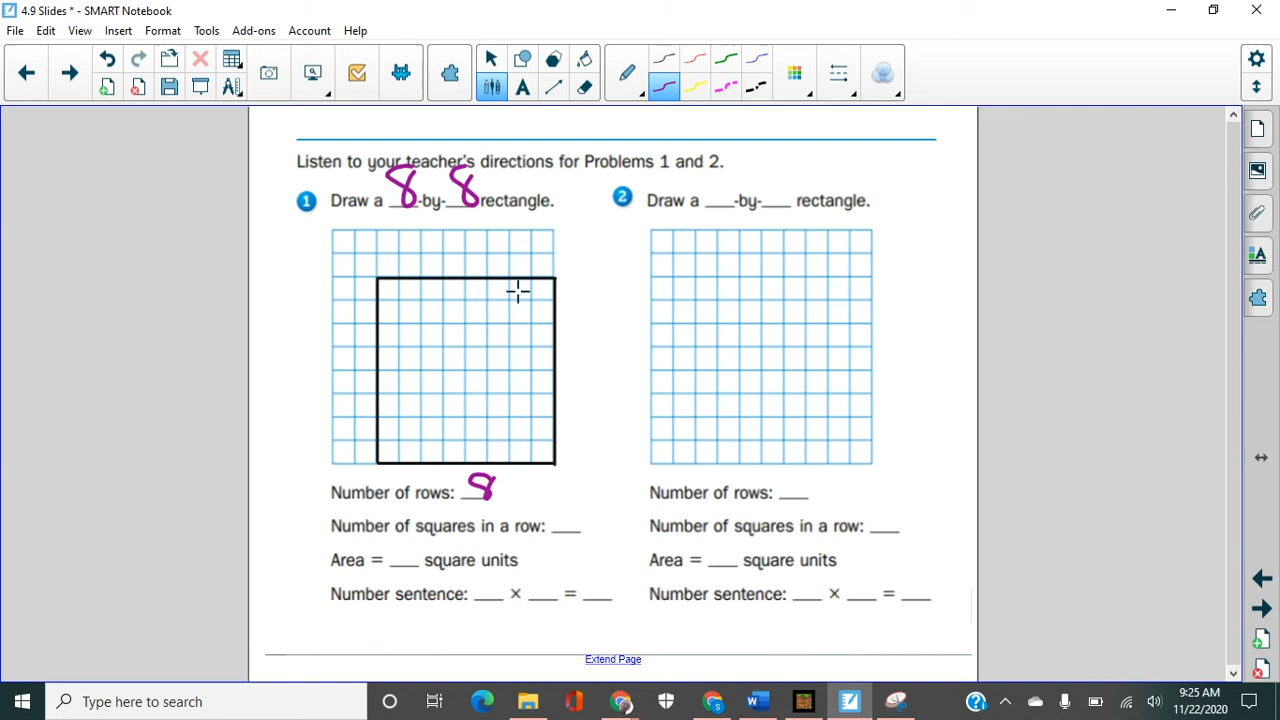 4.9 Slides * - SMART Notebook
File Edit View Insert Format Tools Add-ons Account Help
Listen to your teacher's directions for Problems 1 and 2.
1 Draw a 8-by-8 rectangle.
2 Draw a ___-by-___ rectangle.
Number of rows: 8
Number of squares in a row: ___
Area = ___ square units
Number sentence: ___ × ___ = ___
Number of rows: ___
Number of squares in a row: ___
Area = ___ square units
Number sentence: ___ × ___ = ___
Extend Page
Type here to search
9:25 AM
11/22/2020